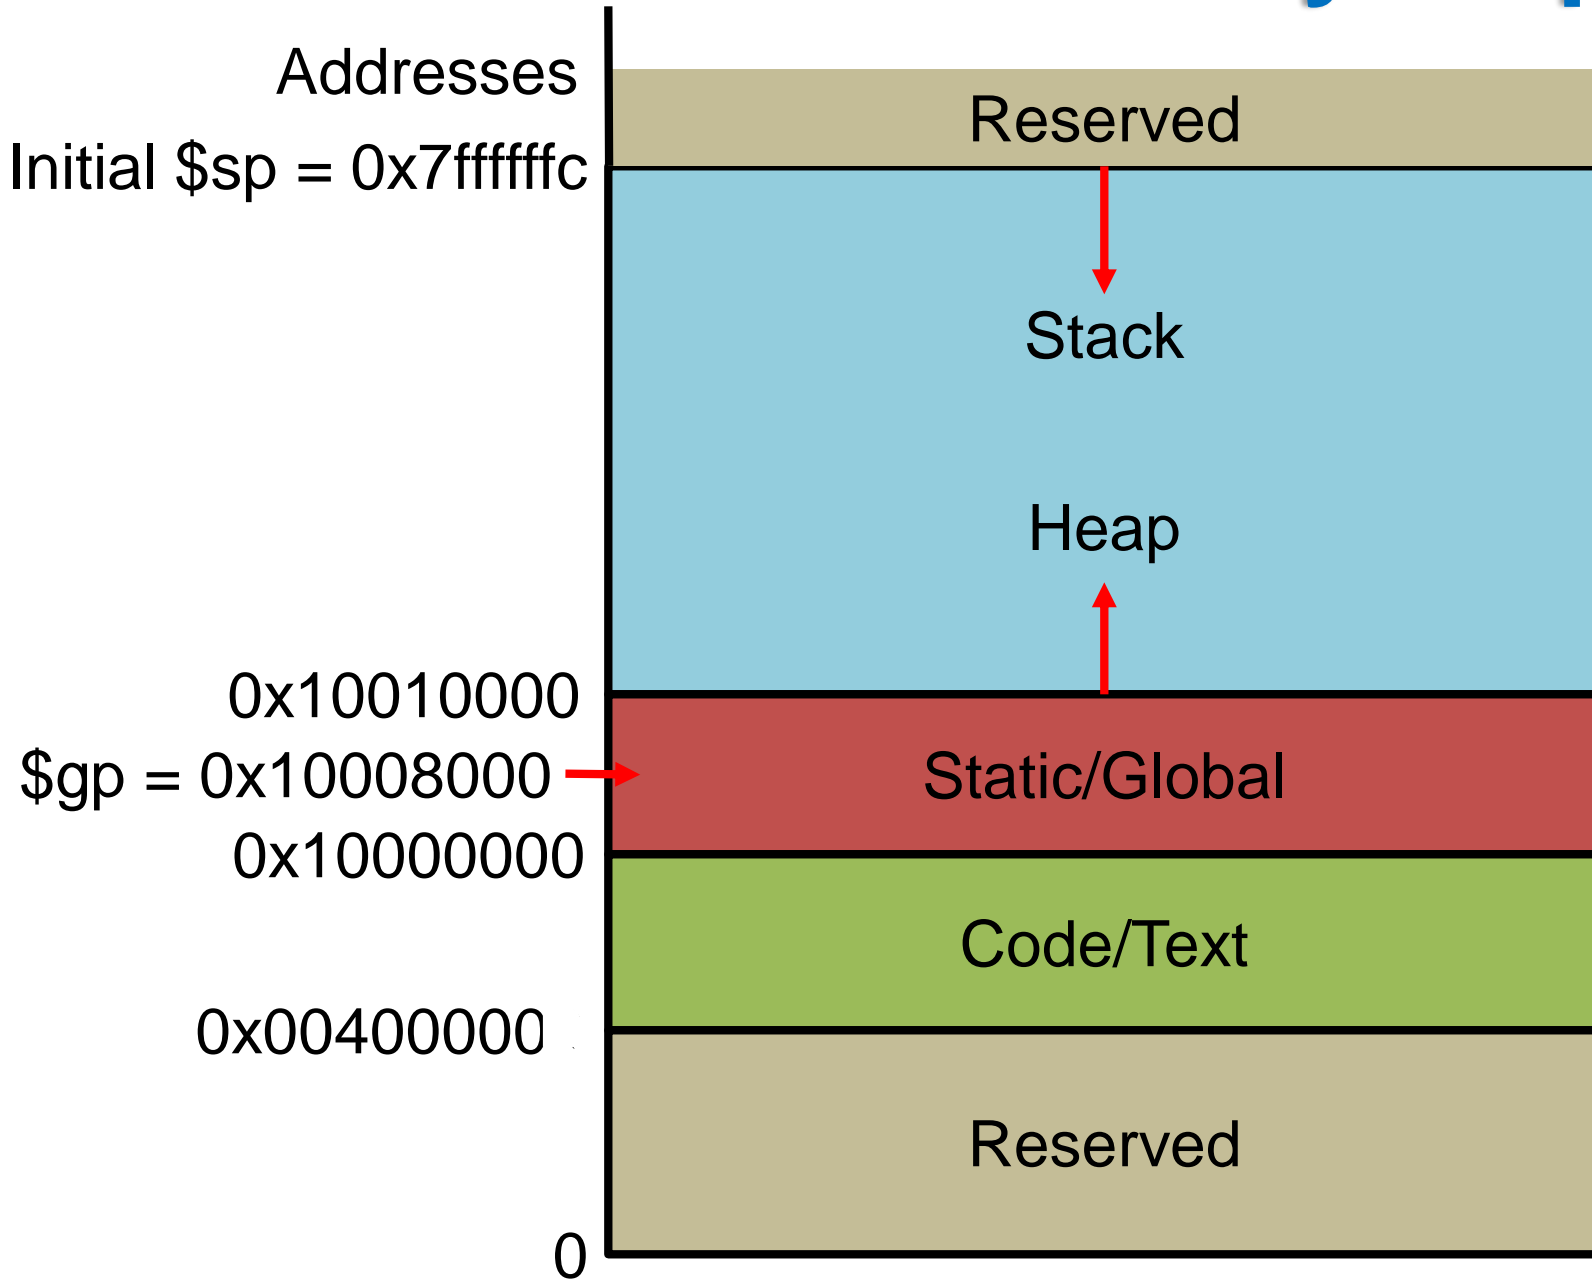 Addresses
Reserved
Initial $sp = 0x7ffffffc
Stack
Heap
0x10010000
$gp = 0x10008000
Static/Global
0x10000000
Code/Text
0x00400000
Reserved
0